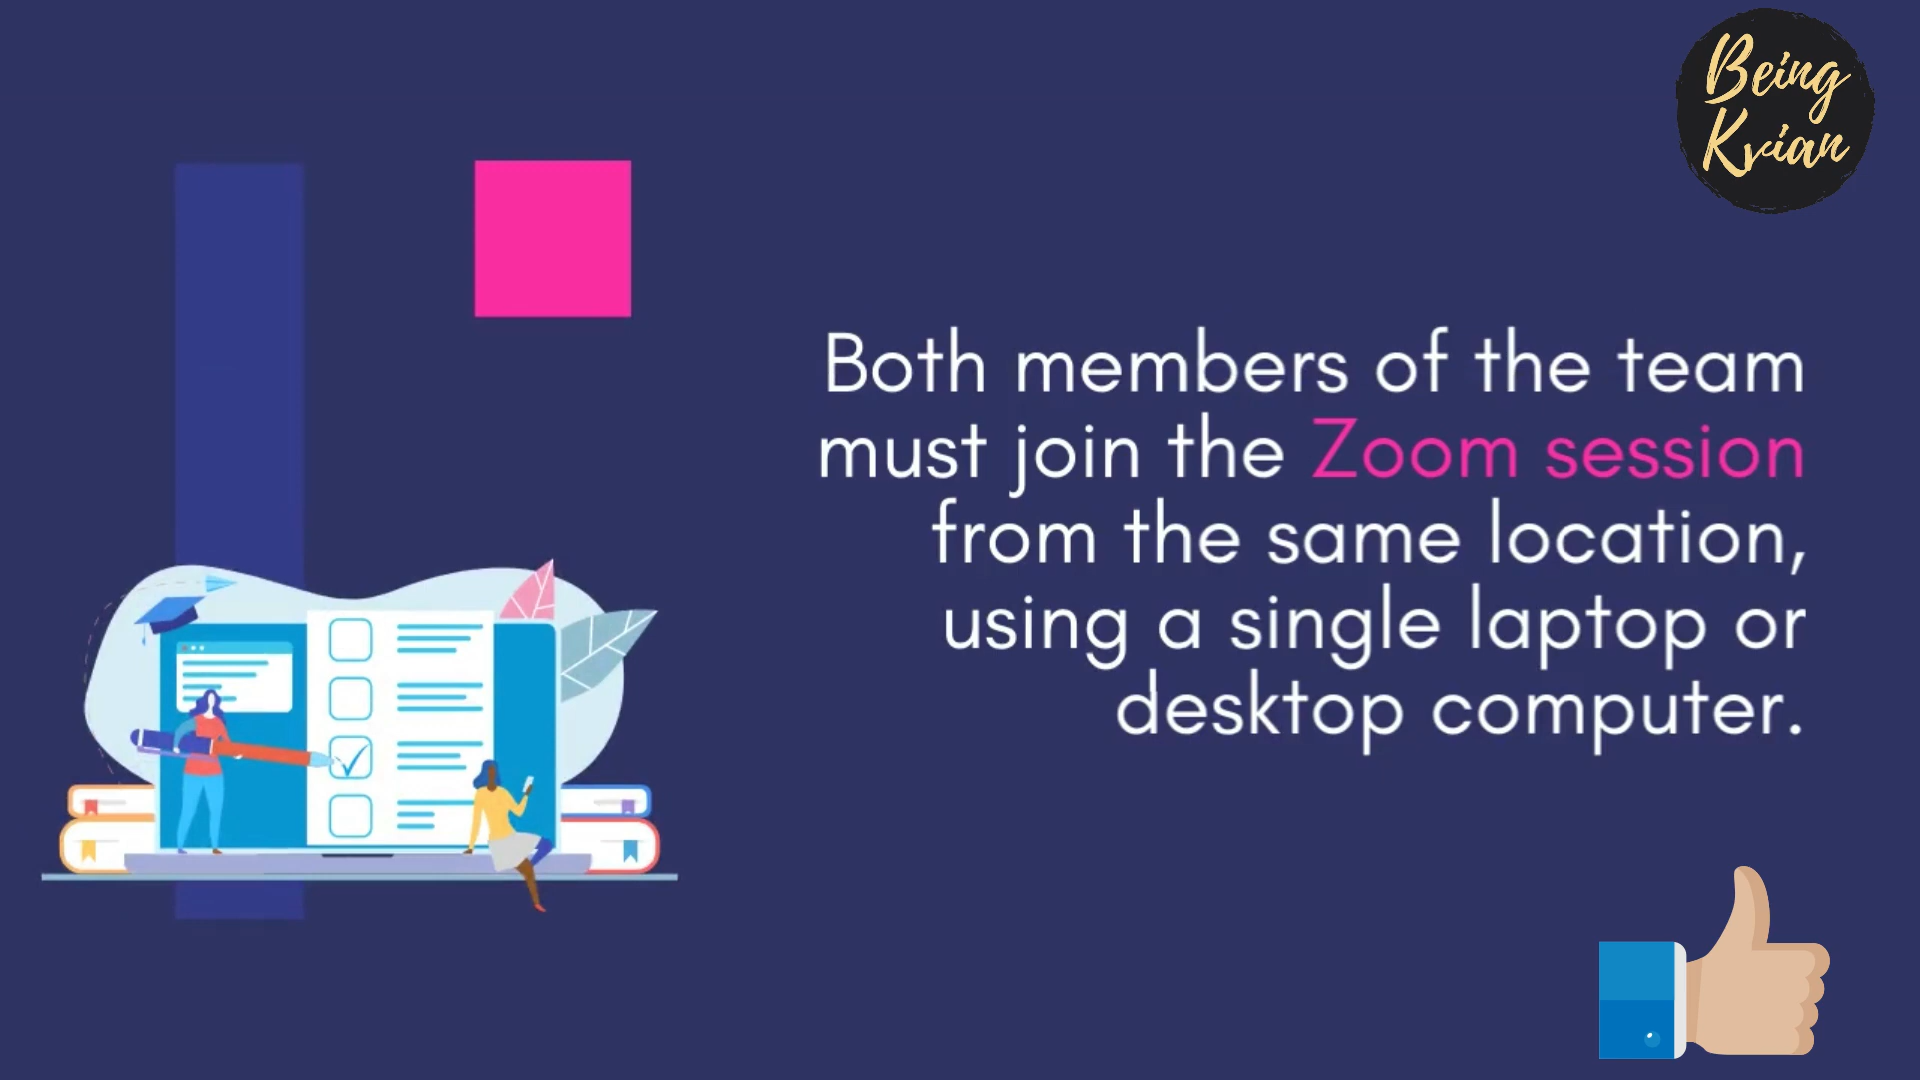 Being
Kvian
Both members of the team
must join the Zoom session
from the same location,
using a single laptop or
desktop computer.